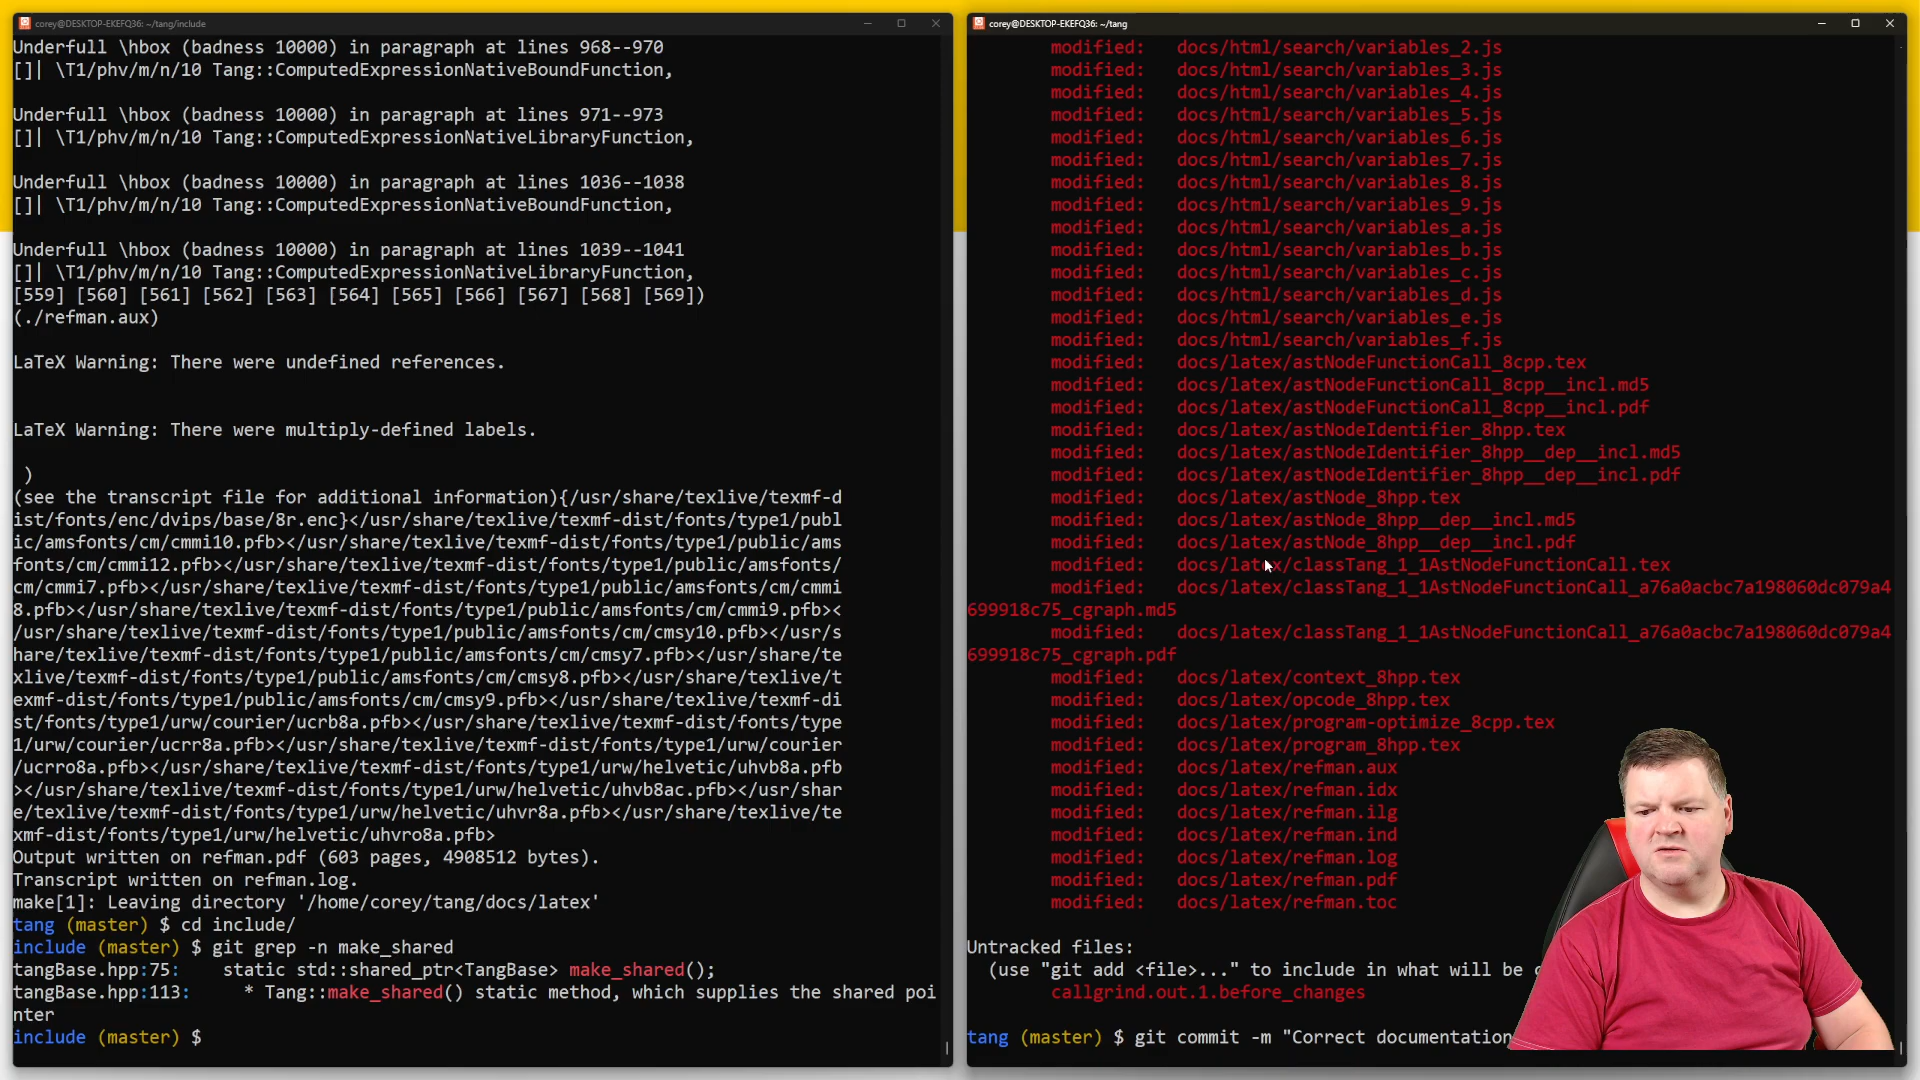 corey@DESKTOP-EKEFQ36: ~/tang/include
Underfull \hbox (badness 10000) in paragraph at lines 968--970
[]| \T1/phv/m/n/10 Tang::ComputedExpressionNativeBoundFunction,
Underfull \hbox (badness 10000) in paragraph at lines 971--973
[]| \T1/phv/m/n/10 Tang::ComputedExpressionNativeLibraryFunction,
Underfull \hbox (badness 10000) in paragraph at lines 1036--1038
[]| \T1/phv/m/n/10 Tang::ComputedExpressionNativeBoundFunction,
Underfull \hbox (badness 10000) in paragraph at lines 1039--1041
[]| \T1/phv/m/n/10 Tang::ComputedExpressionNativeLibraryFunction,
[559] [560] [561] [562] [563] [564] [565] [566] [567] [568] [569])
(./refman.aux)
LaTeX Warning: There were undefined references.
LaTeX Warning: There were multiply-defined labels.
)
(see the transcript file for additional information){/usr/share/texlive/texmf-d
ist/fonts/enc/dvips/base/8r.enc}</usr/share/texlive/texmf-dist/fonts/type1/publ
ic/amsfonts/cm/cmmi10.pfb></usr/share/texlive/texmf-dist/fonts/type1/public/ams
fonts/cm/cmmi12.pfb></usr/share/texlive/texmf-dist/fonts/type1/public/amsfonts/
cm/cmmi7.pfb></usr/share/texlive/texmf-dist/fonts/type1/public/amsfonts/cm/cmmi
8.pfb></usr/share/texlive/texmf-dist/fonts/type1/public/amsfonts/cm/cmmi9.pfb><
/usr/share/texlive/texmf-dist/fonts/type1/public/amsfonts/cm/cmsy10.pfb></usr/s
hare/texlive/texmf-dist/fonts/type1/public/amsfonts/cm/cmsy7.pfb></usr/share/te
xlive/texmf-dist/fonts/type1/public/amsfonts/cm/cmsy8.pfb></usr/share/texlive/t
exmf-dist/fonts/type1/public/amsfonts/cm/cmsy9.pfb></usr/share/texlive/texmf-di
st/fonts/type1/urw/courier/ucrb8a.pfb></usr/share/texlive/texmf-dist/fonts/type
1/urw/courier/ucrr8a.pfb></usr/share/texlive/texmf-dist/fonts/type1/urw/courier
/ucrro8a.pfb></usr/share/texlive/texmf-dist/fonts/type1/urw/helvetic/uhvb8a.pfb
></usr/share/texlive/texmf-dist/fonts/type1/urw/helvetic/uhvb8ac.pfb></usr/shar
e/texlive/texmf-dist/fonts/type1/urw/helvetic/uhvr8a.pfb></usr/share/texlive/te
xmf-dist/fonts/type1/urw/helvetic/uhvro8a.pfb>
Output written on refman.pdf (603 pages, 4908512 bytes).
Transcript written on refman.log.
make[1]: Leaving directory '/home/corey/tang/docs/latex'
tang (master) $ cd include/
include (master) $ git grep -n make_shared
tangBase.hpp:75:    static std::shared_ptr<TangBase> make_shared();
tangBase.hpp:113:     * Tang::make_shared() static method, which supplies the shared poi
nter
include (master) $
corey@DESKTOP-EKEFQ36: ~/tang
modified:   docs/html/search/variables_2.js
modified:   docs/html/search/variables_3.js
modified:   docs/html/search/variables_4.js
modified:   docs/html/search/variables_5.js
modified:   docs/html/search/variables_6.js
modified:   docs/html/search/variables_7.js
modified:   docs/html/search/variables_8.js
modified:   docs/html/search/variables_9.js
modified:   docs/html/search/variables_a.js
modified:   docs/html/search/variables_b.js
modified:   docs/html/search/variables_c.js
modified:   docs/html/search/variables_d.js
modified:   docs/html/search/variables_e.js
modified:   docs/html/search/variables_f.js
modified:   docs/latex/astNodeFunctionCall_8cpp.tex
modified:   docs/latex/astNodeFunctionCall_8cpp__incl.md5
modified:   docs/latex/astNodeFunctionCall_8cpp__incl.pdf
modified:   docs/latex/astNodeIdentifier_8hpp.tex
modified:   docs/latex/astNodeIdentifier_8hpp__dep__incl.md5
modified:   docs/latex/astNodeIdentifier_8hpp__dep__incl.pdf
modified:   docs/latex/astNode_8hpp.tex
modified:   docs/latex/astNode_8hpp__dep__incl.md5
modified:   docs/latex/astNode_8hpp__dep__incl.pdf
modified:   docs/latex/classTang_1_1AstNodeFunctionCall.tex
modified:   docs/latex/classTang_1_1AstNodeFunctionCall_a76a0acbc7a198060dc079a4
699918c75_cgraph.md5
modified:   docs/latex/classTang_1_1AstNodeFunctionCall_a76a0acbc7a198060dc079a4
699918c75_cgraph.pdf
modified:   docs/latex/context_8hpp.tex
modified:   docs/latex/opcode_8hpp.tex
modified:   docs/latex/program-optimize_8cpp.tex
modified:   docs/latex/program_8hpp.tex
modified:   docs/latex/refman.aux
modified:   docs/latex/refman.idx
modified:   docs/latex/refman.ilg
modified:   docs/latex/refman.ind
modified:   docs/latex/refman.log
modified:   docs/latex/refman.pdf
modified:   docs/latex/refman.toc
Untracked files:
(use "git add <file>..." to include in what will be
callgrind.out.1.before_changes
tang (master) $ git commit -m "Correct documentation